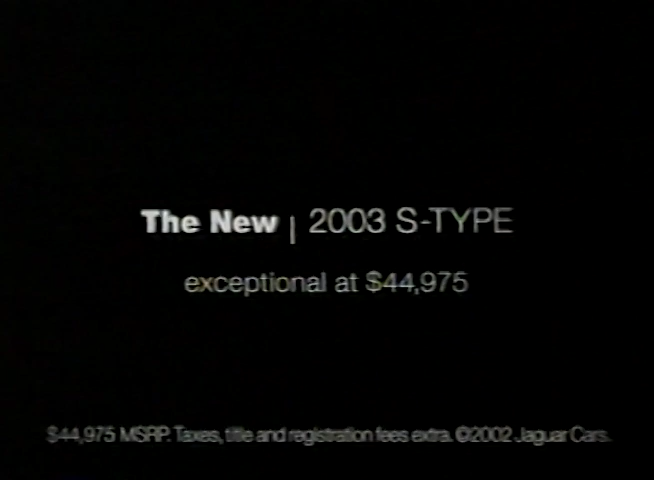 The New | 2003 S-TYPE
exceptional at $44,975
$44,975 MSRP. Taxes, title and registration fees extra. ©2002 Jaguar Cars.